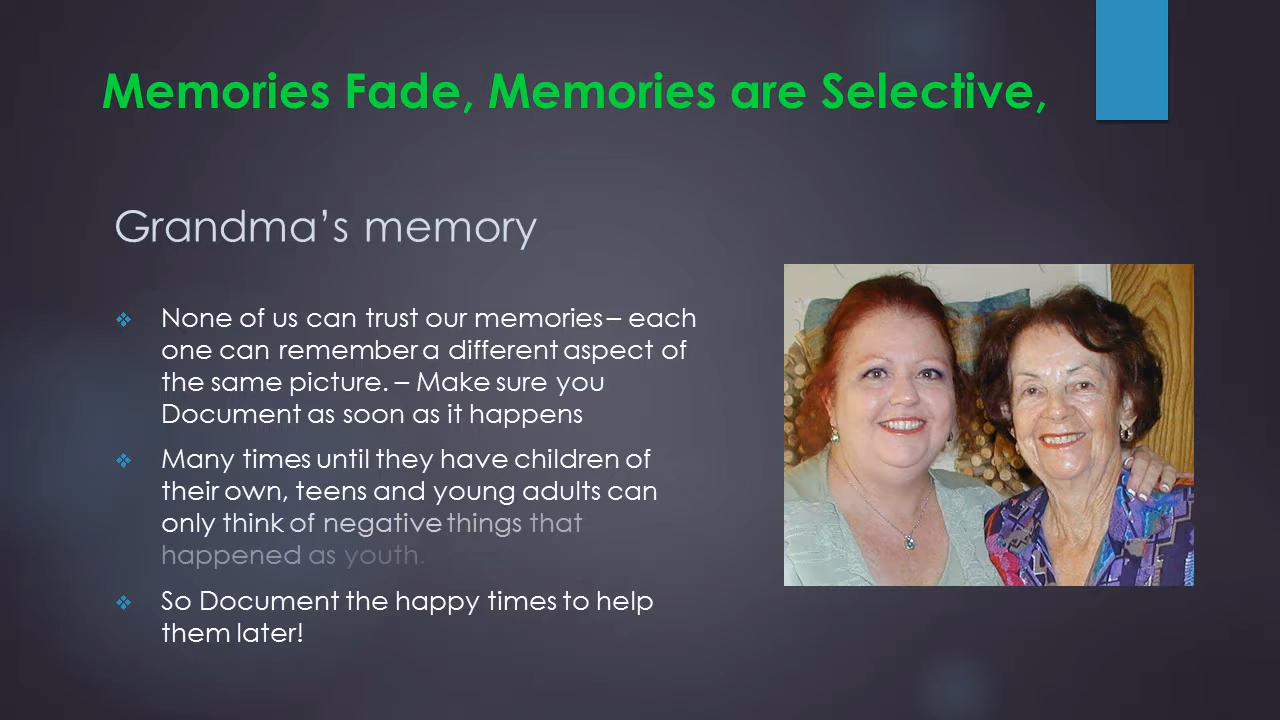 Memories Fade, Memories are Selective,
Grandma’s memory
None of us can trust our memories – each
one can remember a different aspect of
the same picture. – Make sure you
Document as soon as it happens
Many times until they have children of
their own, teens and young adults can
only think of negative things that
happened as youth.
So Document the happy times to help
them later!